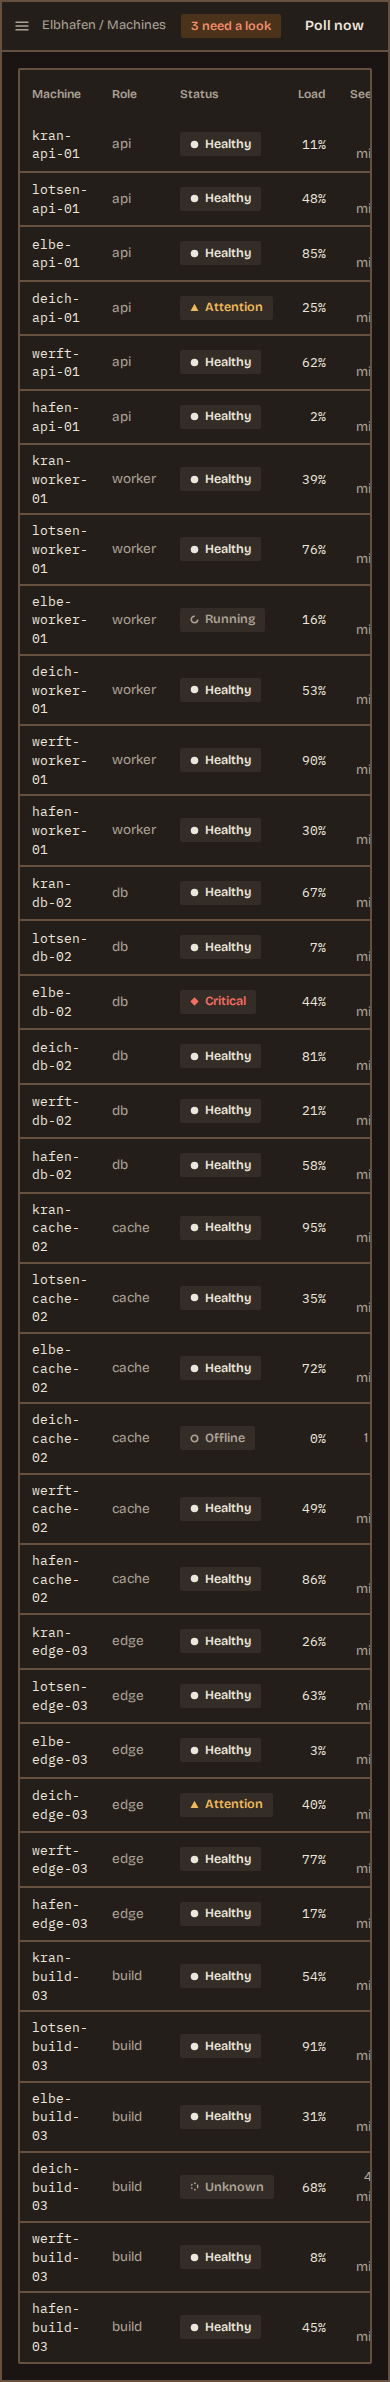 Elbhafen / Machines 3 need a look Poll now
Machine Role Status Load
kran-
api-01 api Healthy 11%
lotsen-
api-01 api Healthy 48%
elbe-
api-01 api Healthy 85%
deich-
api-01 api Attention 25%
werft-
api-01 api Healthy 62%
hafen-
api-01 api Healthy 2%
kran-
worker- worker Healthy 39%
01
lotsen-
worker- worker Healthy 76%
01
elbe-
worker- worker Running 16%
01
deich-
worker- worker Healthy 53%
01
werft-
worker- worker Healthy 90%
01
hafen-
worker- worker Healthy 30%
01
kran-
db-02 db Healthy 67%
lotsen-
db-02 db Healthy 7%
elbe-
db-02 db Critical 44%
deich-
db-02 db Healthy 81%
werft-
db-02 db Healthy 21%
hafen-
db-02 db Healthy 58%
kran-
cache- cache Healthy 95%
02
lotsen-
cache- cache Healthy 35%
02
elbe-
cache- cache Healthy 72%
02
deich-
cache- cache Offline 0% 1
02
werft-
cache- cache Healthy 49%
02
hafen-
cache- cache Healthy 86%
02
kran-
edge-03 edge Healthy 26%
lotsen-
edge-03 edge Healthy 63%
elbe-
edge-03 edge Healthy 3%
deich-
edge-03 edge Attention 40%
werft-
edge-03 edge Healthy 77%
hafen-
edge-03 edge Healthy 17%
kran-
build- build Healthy 54%
03
lotsen-
build- build Healthy 91%
03
elbe-
build- build Healthy 31%
03
deich-
build- build Unknown 68%
03
werft-
build- build Healthy 8%
03
hafen-
build- build Healthy 45%
03